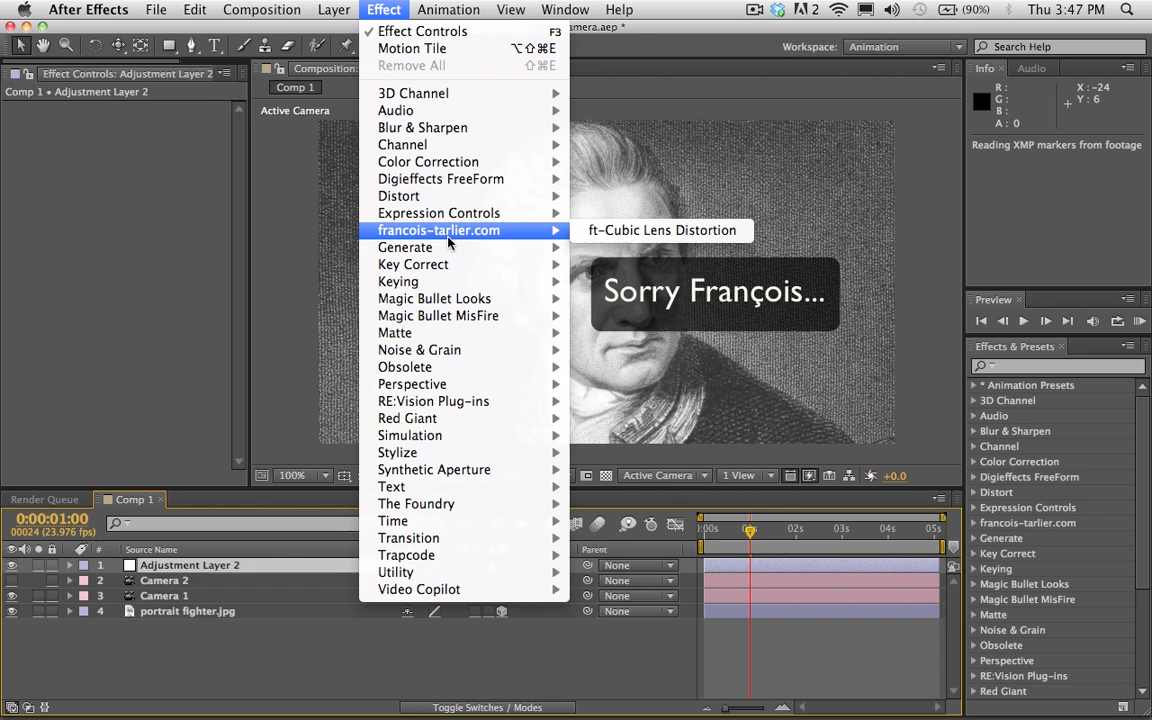 After Effects File Edit Composition Layer Effect Animation View Window Help
2 (90%) Thu 3:47 PM
amera.aep *
Workspace: Animation Search Help
Effect Controls: Adjustment Layer 2
Comp 1 • Adjustment Layer 2
Composition:
Comp 1
Active Camera
✓ Effect Controls F3
Motion Tile ⌥⇧⌘E
Remove All ⇧⌘E
3D Channel
Audio
Blur & Sharpen
Channel
Color Correction
Digieffects FreeForm
Distort
Expression Controls
francois-tarlier.com
Generate
Key Correct
Keying
Magic Bullet Looks
Magic Bullet MisFire
Matte
Noise & Grain
Obsolete
Perspective
RE:Vision Plug-ins
Red Giant
Simulation
Stylize
Synthetic Aperture
Text
The Foundry
Time
Transition
Trapcode
Utility
Video Copilot
ft-Cubic Lens Distortion
Sorry François...
Info Audio
R: X: -24
G: Y: 6
B:
A: 0
Reading XMP markers from footage
Preview
Effects & Presets
* Animation Presets
3D Channel
Audio
Blur & Sharpen
Channel
Color Correction
Digieffects FreeForm
Distort
Expression Controls
francois-tarlier.com
Generate
Key Correct
Keying
Magic Bullet Looks
Magic Bullet MisFire
Matte
Noise & Grain
Obsolete
Perspective
RE:Vision Plug-ins
Red Giant
100% Active Camera 1 View +0.0
Render Queue Comp 1
0:00:01:00
00024 (23.976 fps)
):00s 02s 03s 04s 05s
# Source Name Parent
1 Adjustment Layer 2 None
2 Camera 2 None
3 Camera 1 None
4 portrait fighter.jpg None
Toggle Switches / Modes